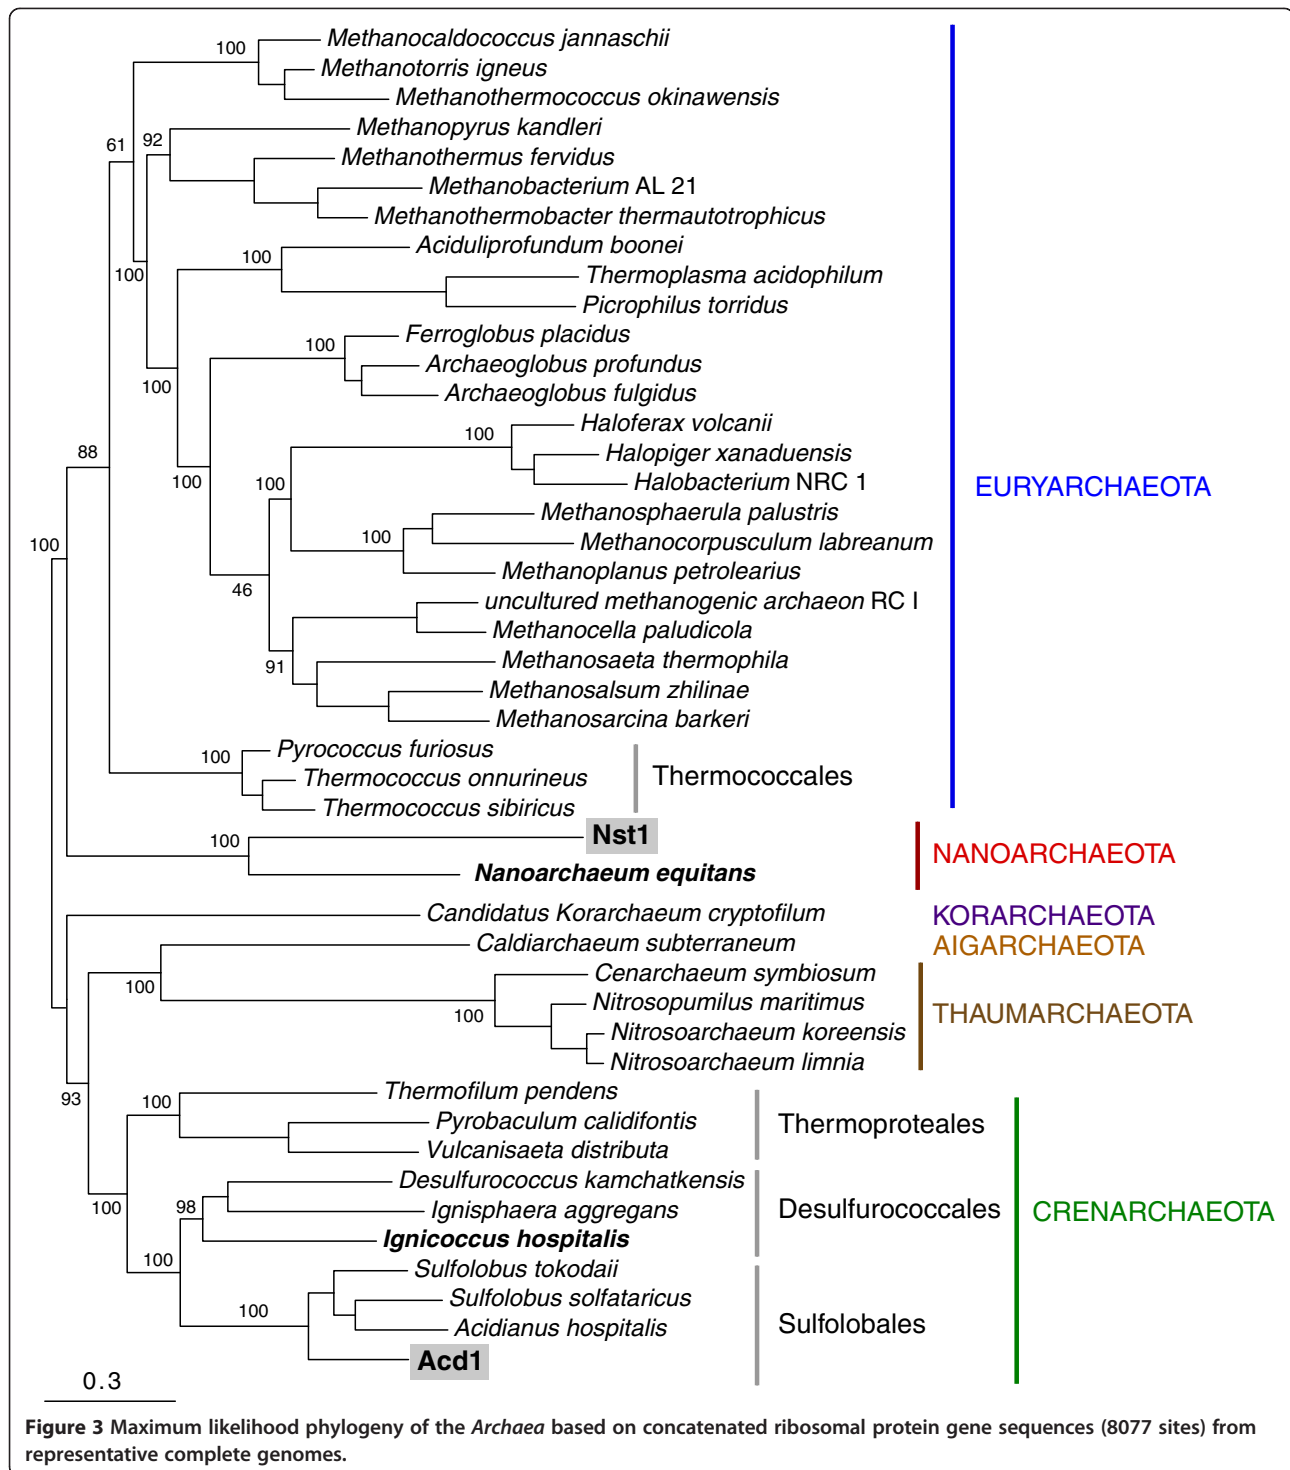 100
Methanocaldococcus jannaschii
Methanotorris igneus
Methanothermococcus okinawensis
61
92
Methanopyrus kandleri
Methanothermus fervidus
Methanobacterium AL 21
Methanothermobacter thermautotrophicus
100
100
Aciduliprofundum boonei
Thermoplasma acidophilum
Picrophilus torridus
100
100
Ferroglobus placidus
Archaeoglobus profundus
Archaeoglobus fulgidus
88
100
100
100
Haloferax volcanii
Halopiger xanaduensis
Halobacterium NRC 1
EURYARCHAEOTA
100
100
Methanosphaerula palustris
Methanocorpusculum labreanum
Methanoplanus petrolearius
46
uncultured methanogenic archaeon RC I
Methanocella paludicola
91
Methanosaeta thermophila
Methanosalsum zhilinae
Methanosarcina barkeri
100
Pyrococcus furiosus
Thermococcus onnurineus
Thermococcus sibiricus
Thermococcales
100
Nst1
Nanoarchaeum equitans
NANOARCHAEOTA
Candidatus Korarchaeum cryptofilum
KORARCHAEOTA
Caldiarchaeum subterraneum
AIGARCHAEOTA
100
100
Cenarchaeum symbiosum
Nitrosopumilus maritimus
Nitrosoarchaeum koreensis
Nitrosoarchaeum limnia
THAUMARCHAEOTA
93
100
Thermofilum pendens
Pyrobaculum calidifontis
Vulcanisaeta distributa
Thermoproteales
100
98
Desulfurococcus kamchatkensis
Ignisphaera aggregans
Ignicoccus hospitalis
Desulfurococcales
CRENARCHAEOTA
100
100
Sulfolobus tokodaii
Sulfolobus solfataricus
Acidianus hospitalis
Acd1
Sulfolobales
0.3
Figure 3 Maximum likelihood phylogeny of the Archaea based on concatenated ribosomal protein gene sequences (8077 sites) from
representative complete genomes.